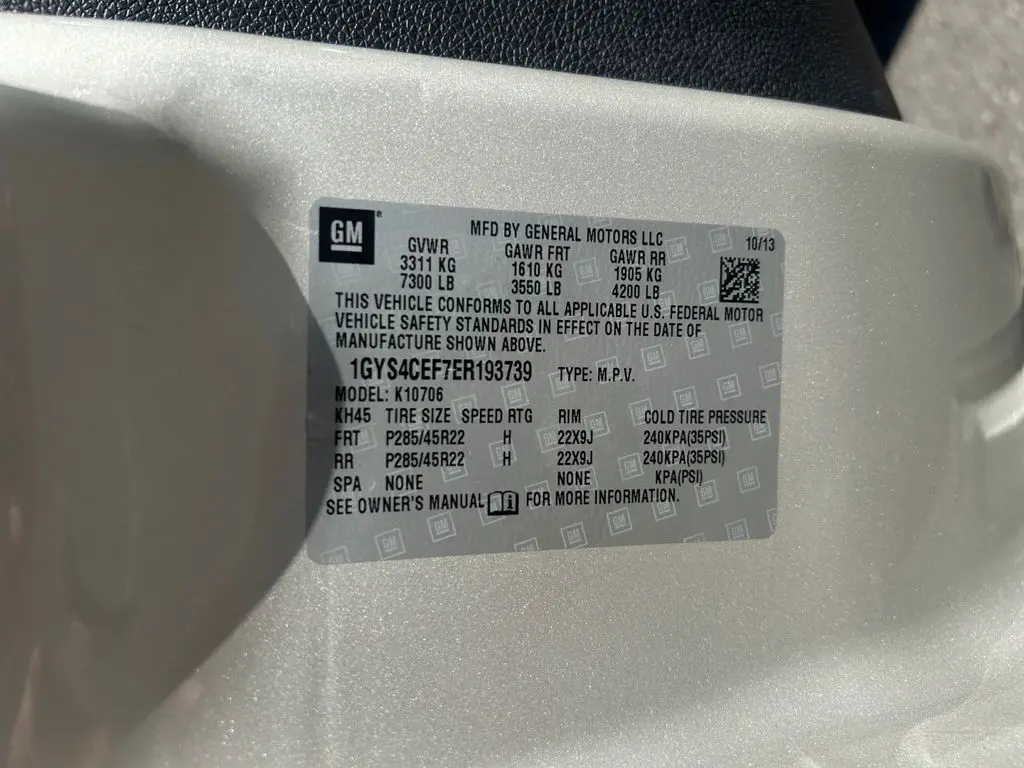 GM®
MFD BY GENERAL MOTORS LLC 10/13
GVWR GAWR FRT GAWR RR
3311 KG 1610 KG 1905 KG
7300 LB 3550 LB 4200 LB
THIS VEHICLE CONFORMS TO ALL APPLICABLE U.S. FEDERAL MOTOR
VEHICLE SAFETY STANDARDS IN EFFECT ON THE DATE OF
MANUFACTURE SHOWN ABOVE.
1GYS4CEF7ER193739 TYPE: M.P.V.
MODEL: K10706
KH45 TIRE SIZE SPEED RTG RIM COLD TIRE PRESSURE
FRT P285/45R22 H 22X9J 240KPA(35PSI)
RR P285/45R22 H 22X9J 240KPA(35PSI)
SPA NONE NONE KPA(PSI)
SEE OWNER'S MANUAL i FOR MORE INFORMATION.